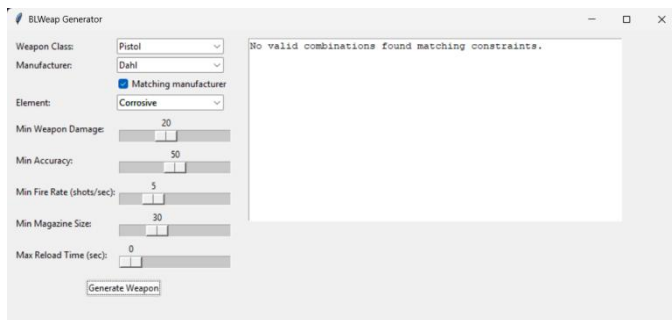 BLWeap Generator
Weapon Class: Pistol
Manufacturer: Dahl
Matching manufacturer
Element: Corrosive
20
Min Weapon Damage:
50
Min Accuracy:
5
Min Fire Rate (shots/sec):
30
Min Magazine Size:
0
Max Reload Time (sec):
Generate Weapon
No valid combinations found matching constraints.